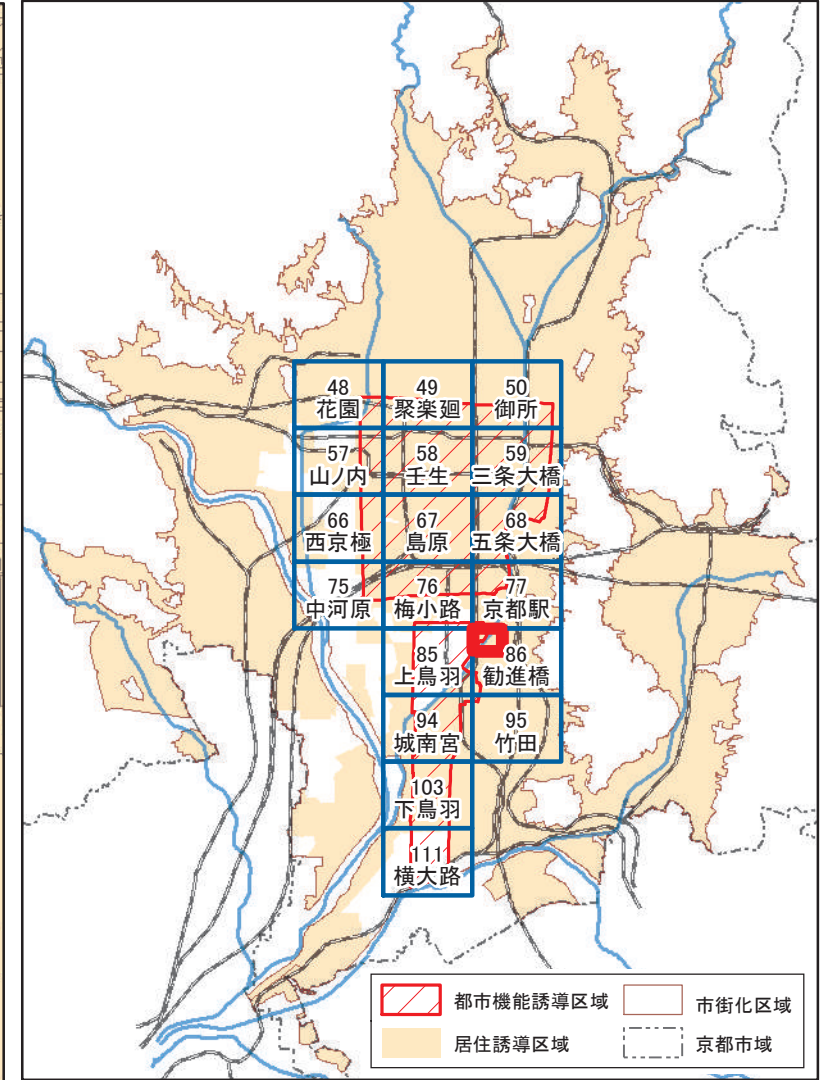 48
花園
49
聚楽廻
50
御所
57
山ノ内
58
壬生
59
三条大橋
66
西京極
67
島原
68
五条大橋
75
中河原
76
梅小路
77
京都駅
85
上鳥羽
86
勧進橋
94
城南宮
95
竹田
103
下鳥羽
111
横大路
都市機能誘導区域
市街化区域
居住誘導区域
京都市域